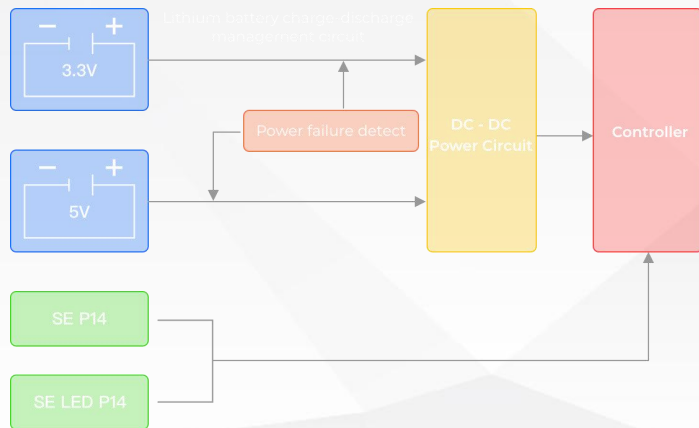 Lithium battery charge-discharge
management circuit
3.3V
Power failure detect
DC - DC
Power Circuit
Controller
5V
SE P14
SE LED P14